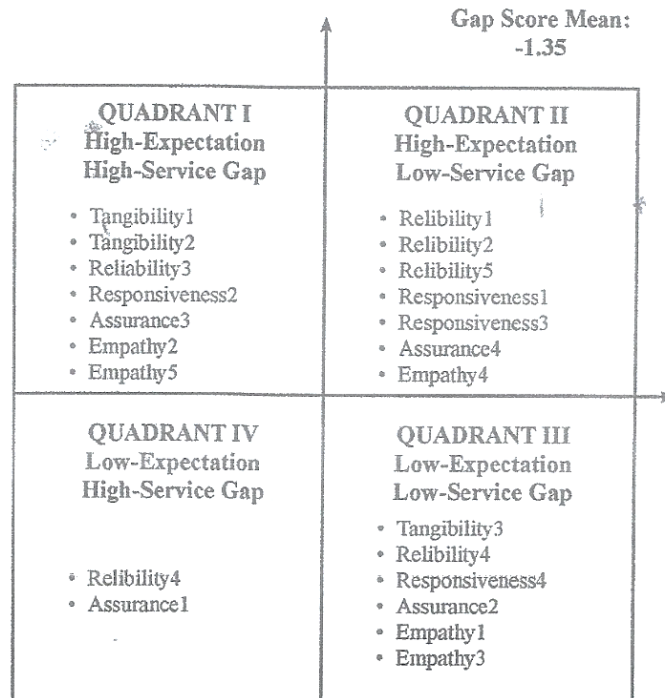 Gap Score Mean:
-1.35
QUADRANT I
High-Expectation
High-Service Gap
• Tangibility1
• Tangibility2
• Reliability3
• Responsiveness2
• Assurance3
• Empathy2
• Empathy5
QUADRANT II
High-Expectation
Low-Service Gap
• Relibility1
• Relibility2
• Relibility5
• Responsiveness1
• Responsiveness3
• Assurance4
• Empathy4
QUADRANT IV
Low-Expectation
High-Service Gap
• Relibility4
• Assurance1
QUADRANT III
Low-Expectation
Low-Service Gap
• Tangibility3
• Relibility4
• Responsiveness4
• Assurance2
• Empathy1
• Empathy3